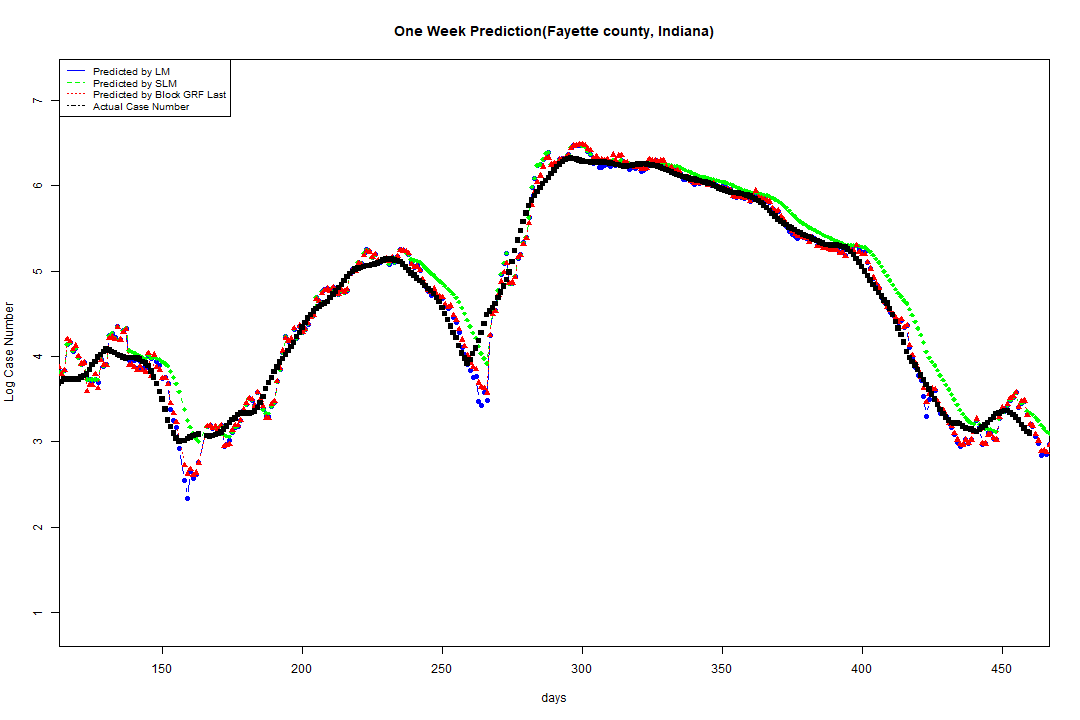 One Week Prediction(Fayette county, Indiana)
Predicted by LM
Predicted by SLM
Predicted by Block GRF Last
Actual Case Number
Log Case Number
7
6
5
4
3
2
1
150 200 250 300 350 400 450
days